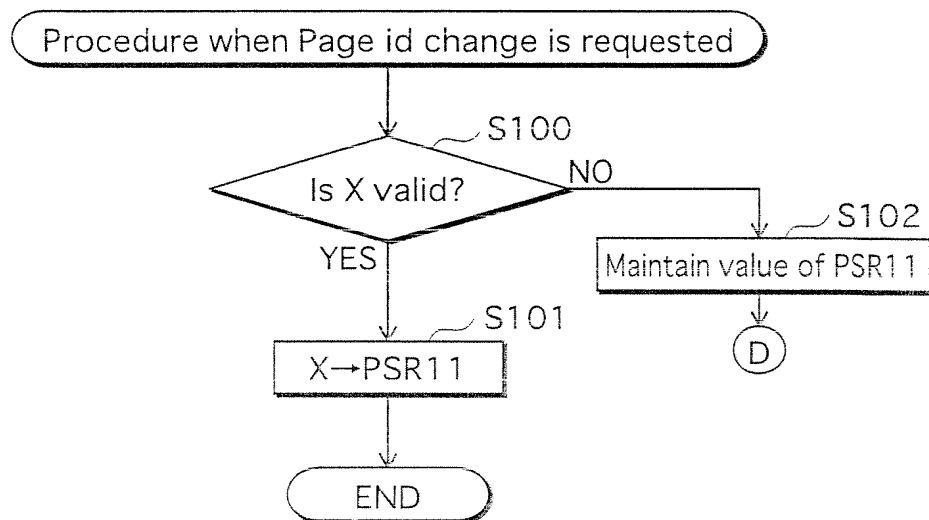 Procedure when Page id change is requested
S100
Is X valid?
NO
S102
YES
Maintain value of PSR11
S101
D
X→PSR11
END